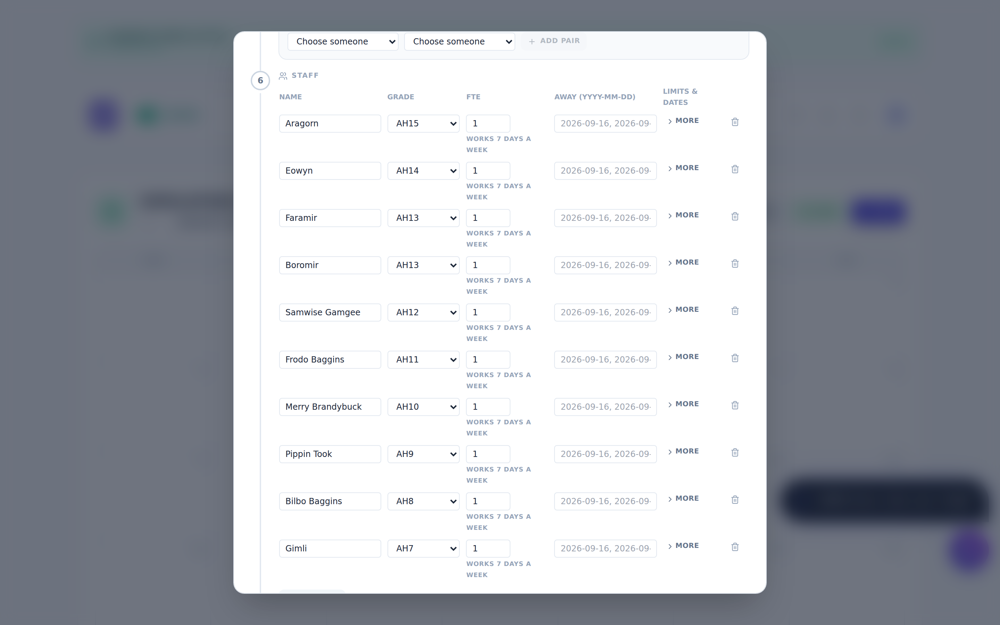 Choose someone Choose someone + ADD PAIR
6 STAFF
NAME GRADE FTE AWAY (YYYY-MM-DD) LIMITS & DATES
Aragorn AH15 1 2026-09-16, 2026-09- MORE
WORKS 7 DAYS A
WEEK
Eowyn AH14 1 2026-09-16, 2026-09- MORE
WORKS 7 DAYS A
WEEK
Faramir AH13 1 2026-09-16, 2026-09- MORE
WORKS 7 DAYS A
WEEK
Boromir AH13 1 2026-09-16, 2026-09- MORE
WORKS 7 DAYS A
WEEK
Samwise Gamgee AH12 1 2026-09-16, 2026-09- MORE
WORKS 7 DAYS A
WEEK
Frodo Baggins AH11 1 2026-09-16, 2026-09- MORE
WORKS 7 DAYS A
WEEK
Merry Brandybuck AH10 1 2026-09-16, 2026-09- MORE
WORKS 7 DAYS A
WEEK
Pippin Took AH9 1 2026-09-16, 2026-09- MORE
WORKS 7 DAYS A
WEEK
Bilbo Baggins AH8 1 2026-09-16, 2026-09- MORE
WORKS 7 DAYS A
WEEK
Gimli AH7 1 2026-09-16, 2026-09- MORE
WORKS 7 DAYS A
WEEK